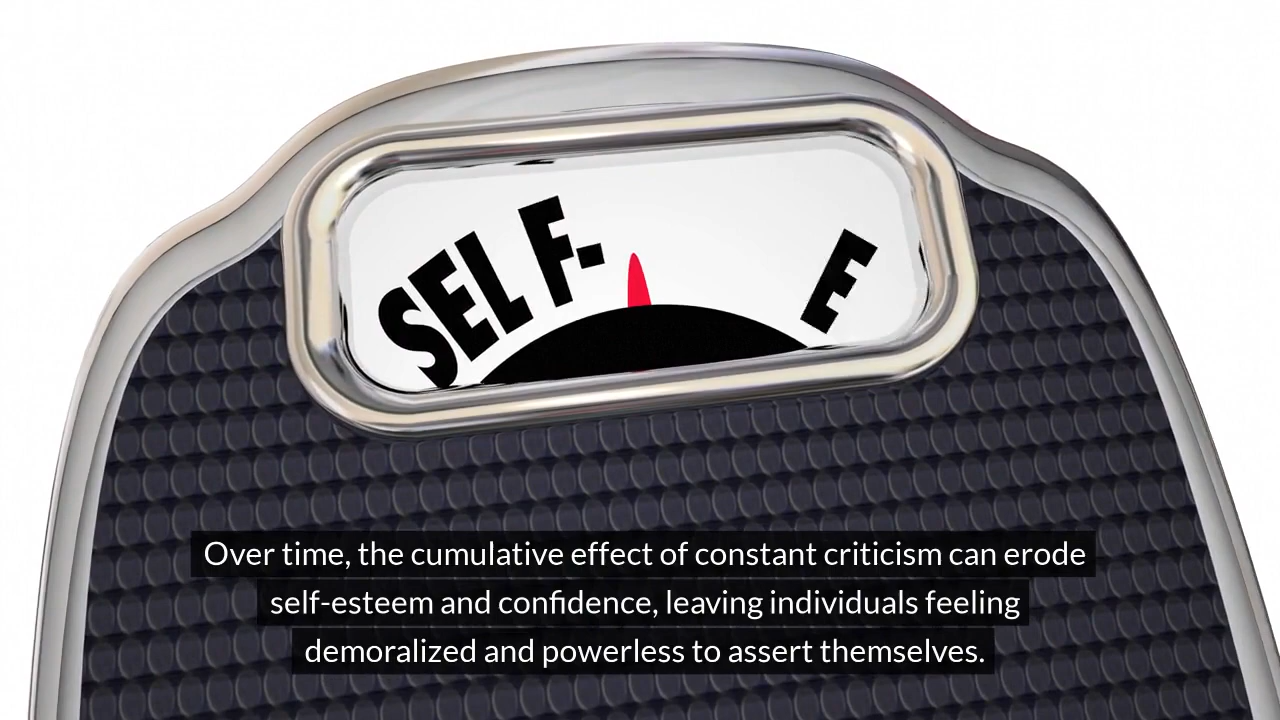 SELF- E
Over time, the cumulative effect of constant criticism can erode
self-esteem and confidence, leaving individuals feeling
demoralized and powerless to assert themselves.